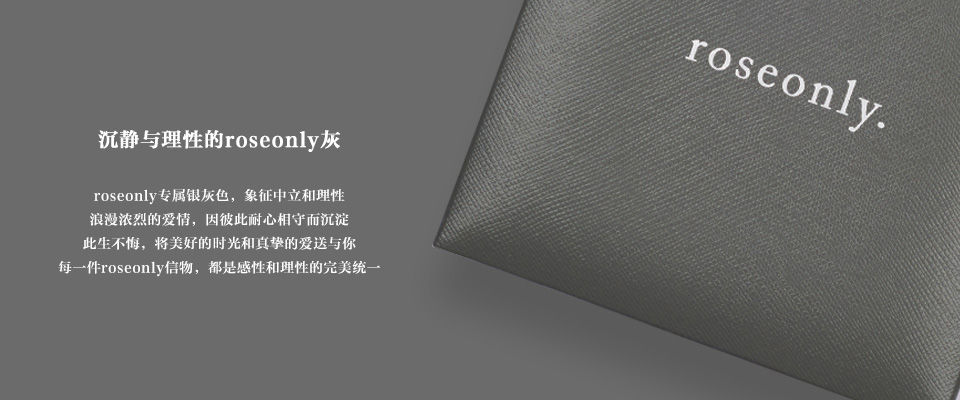 沉静与理性的roseonly灰
roseonly专属银灰色，象征中立和理性
浪漫浓烈的爱情，因彼此耐心相守而沉淀
此生不悔，将美好的时光和真挚的爱送与你
每一件roseonly信物，都是感性和理性的完美统一
roseonly.